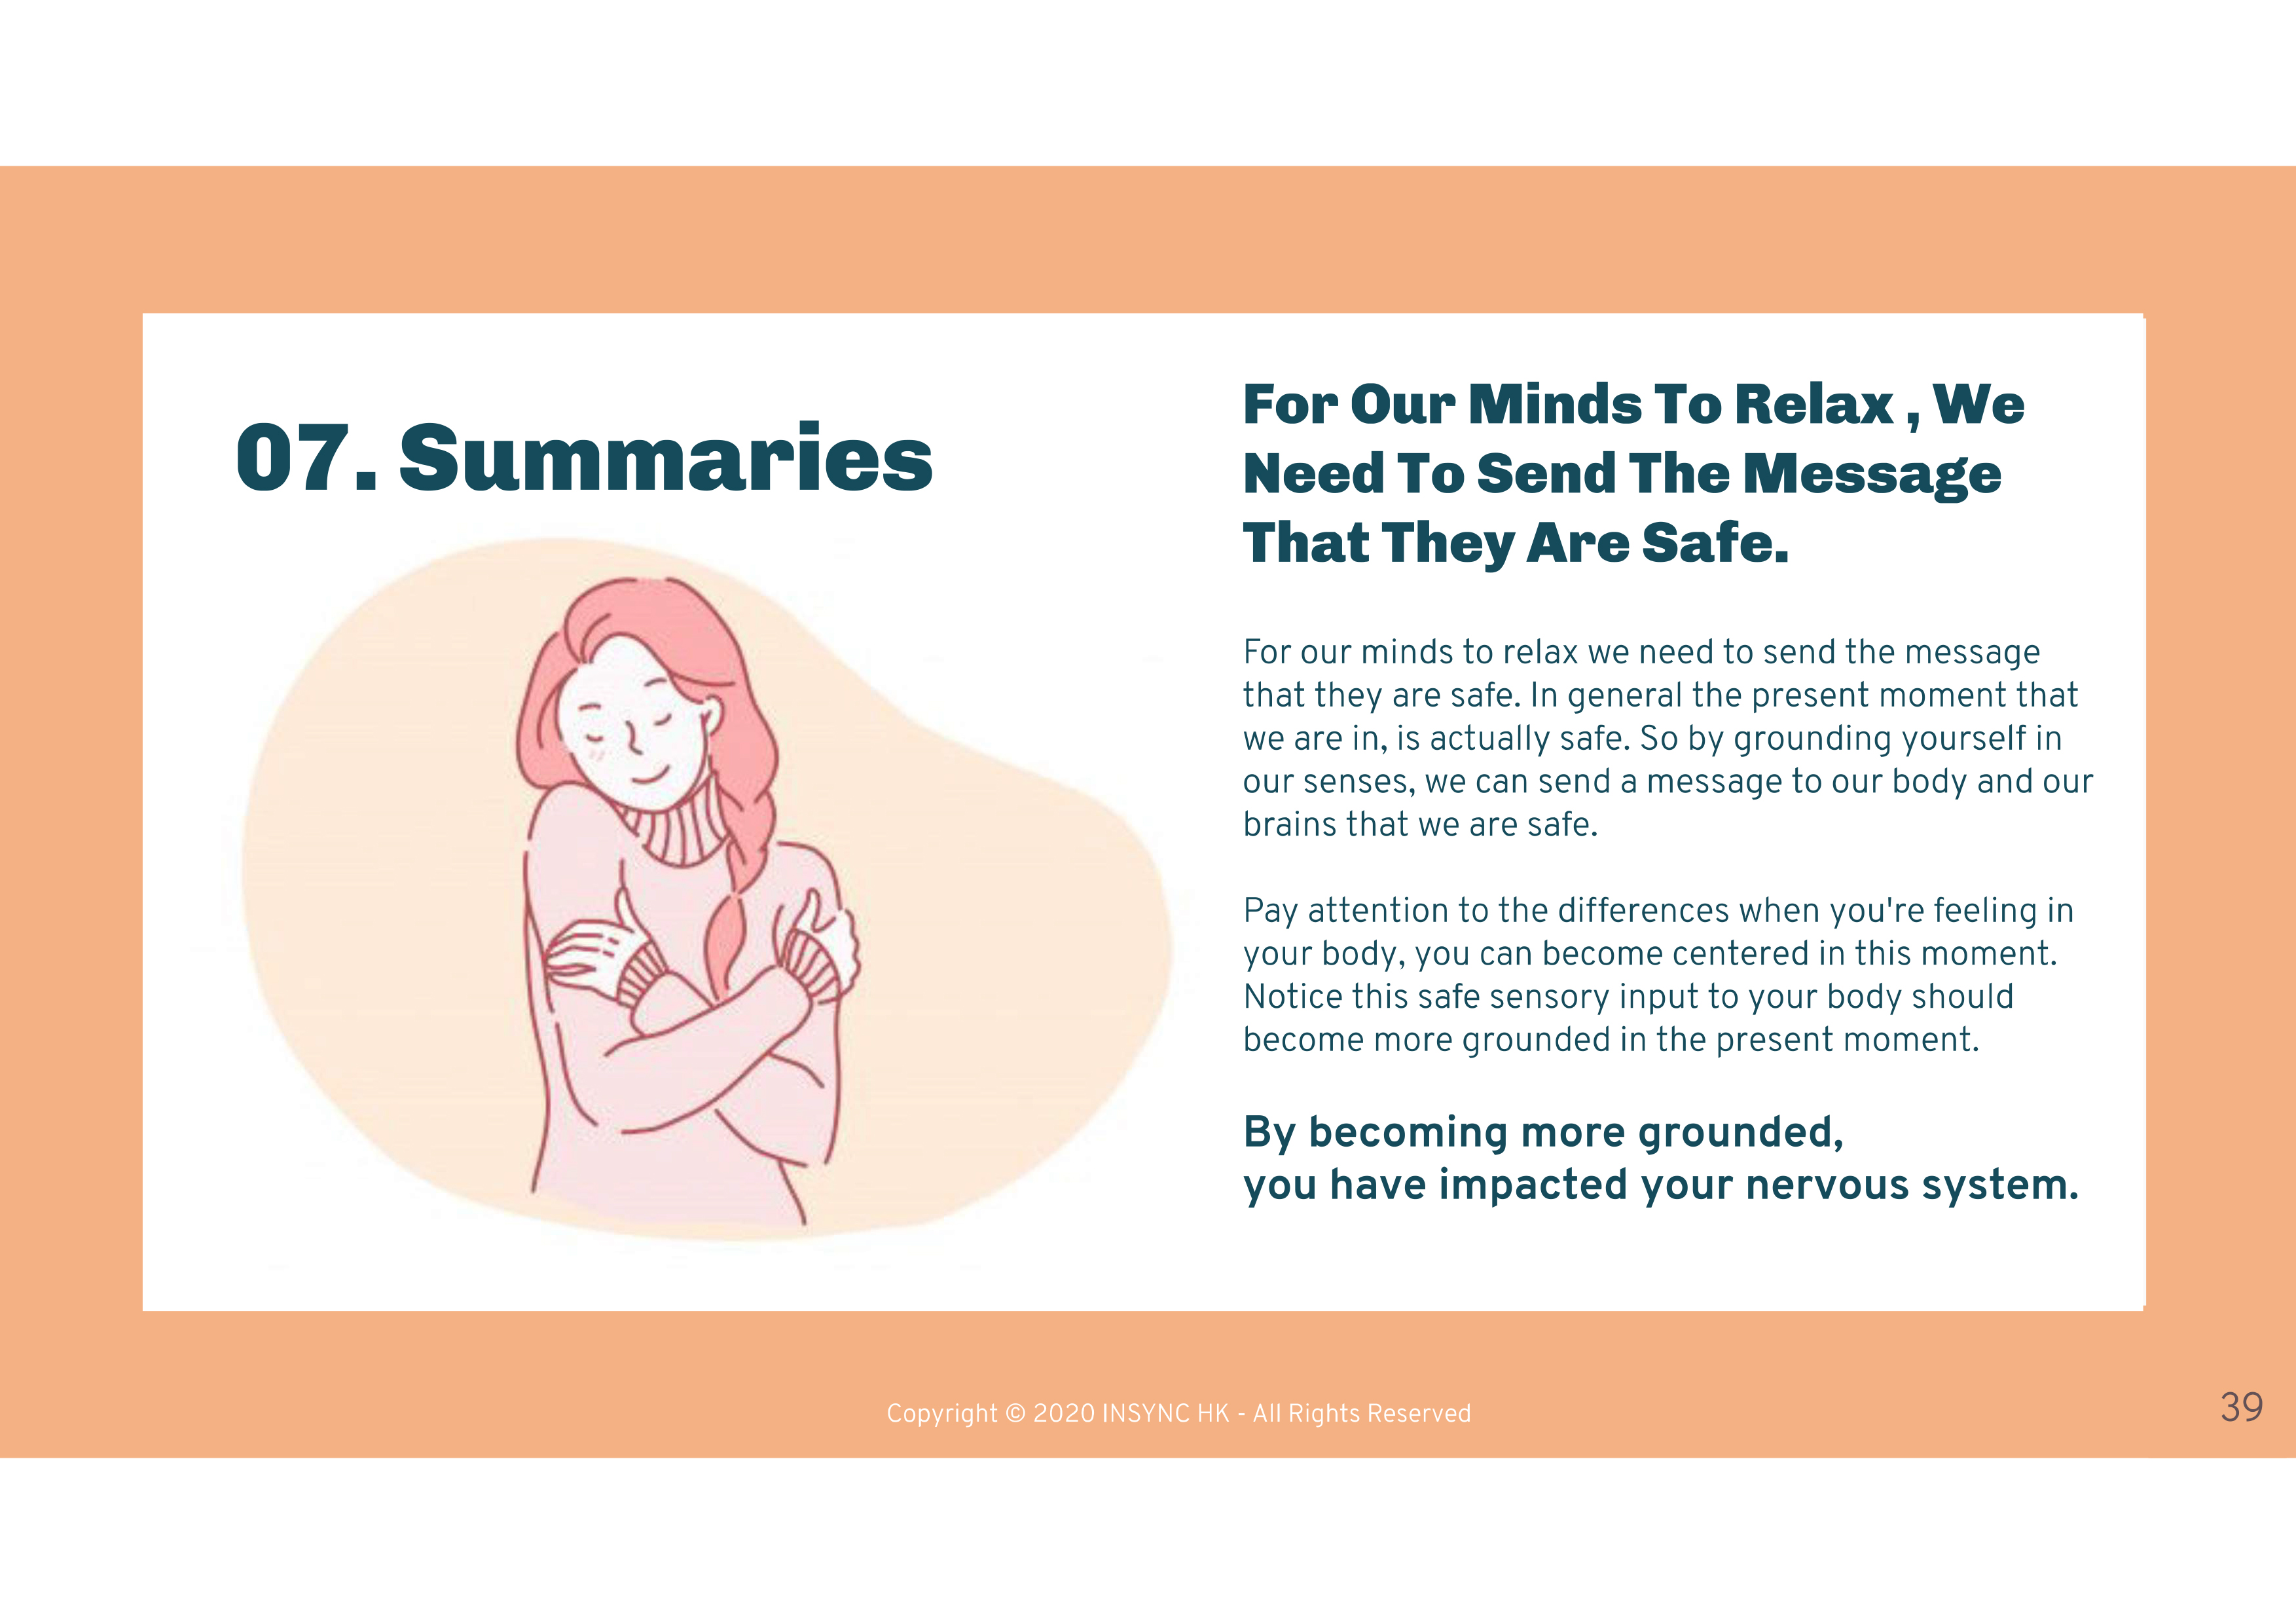 07. Summaries
For Our Minds To Relax , We
Need To Send The Message
That They Are Safe.
For our minds to relax we need to send the message
that they are safe. In general the present moment that
we are in, is actually safe. So by grounding yourself in
our senses, we can send a message to our body and our
brains that we are safe.
Pay attention to the differences when you're feeling in
your body, you can become centered in this moment.
Notice this safe sensory input to your body should
become more grounded in the present moment.
By becoming more grounded,
you have impacted your nervous system.
Copyright © 2020 INSYNC HK - All Rights Reserved
39